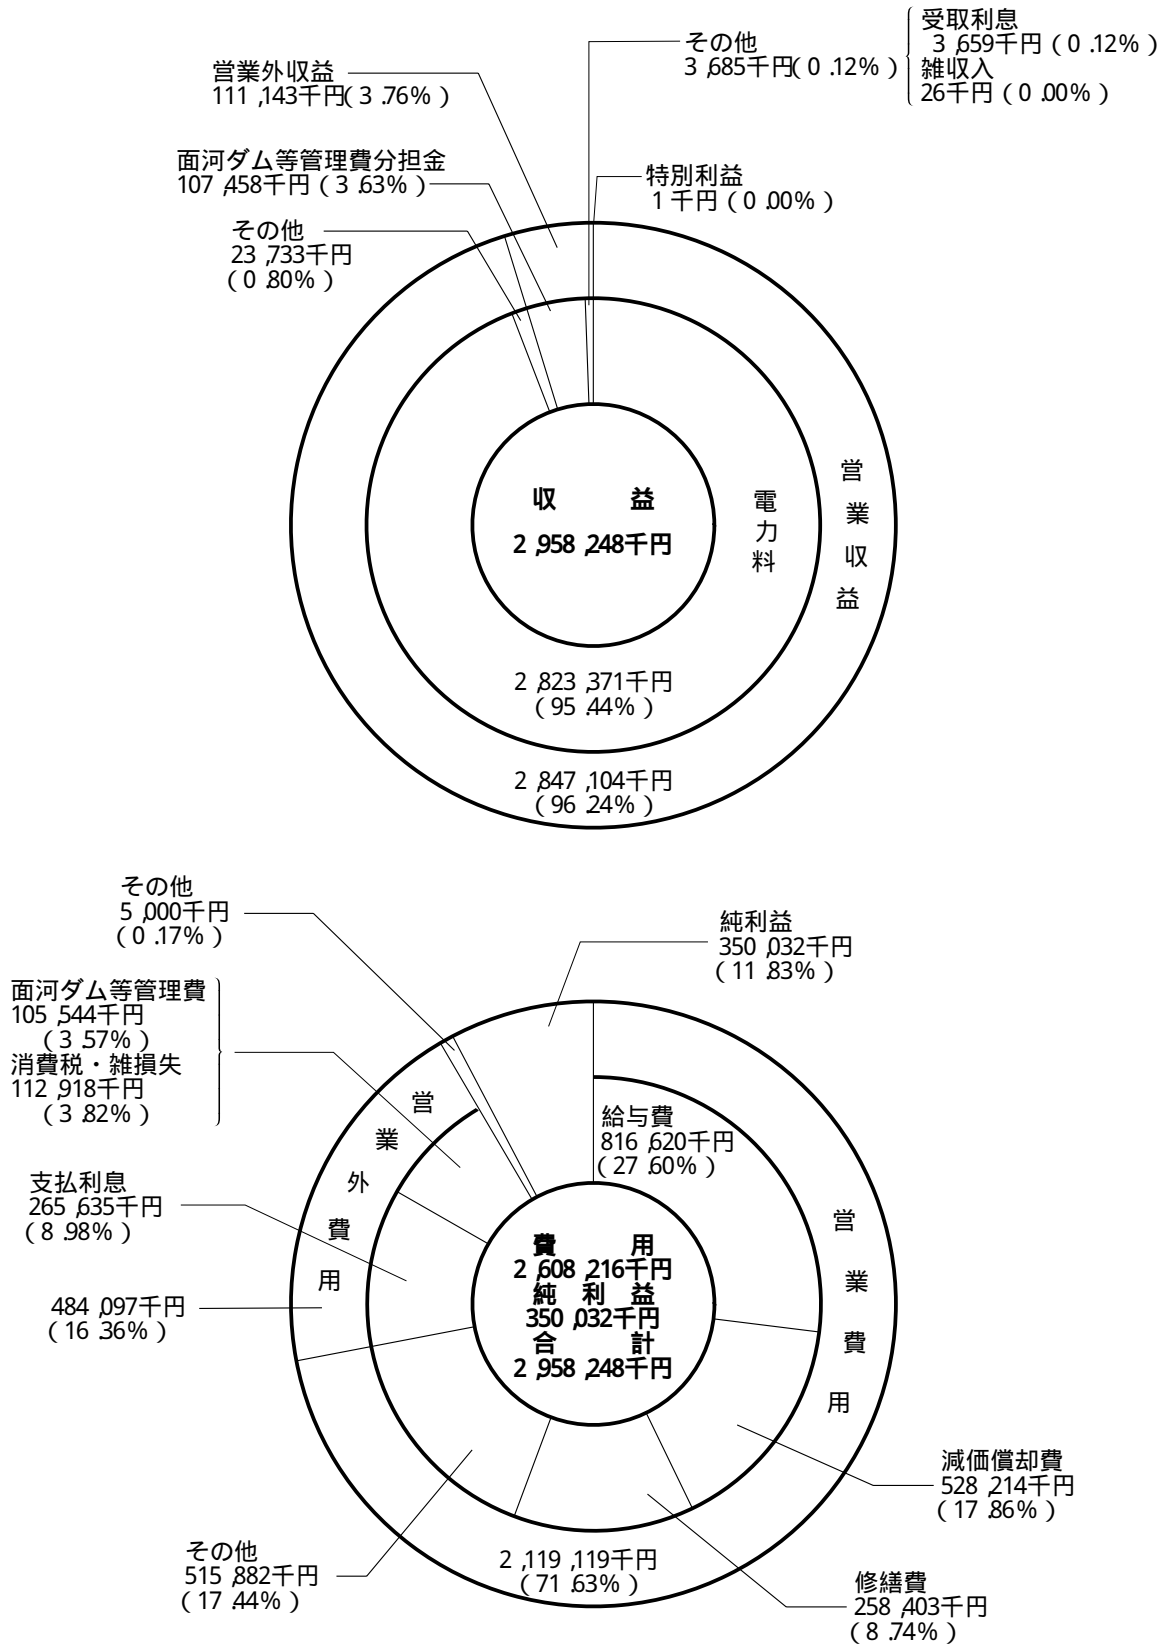 その他
3,685千円(0.12%)
受取利息
3,659千円(0.12%)
雑収入
26千円(0.00%)
営業外収益
111,143千円(3.76%)
面河ダム等管理費分担金
107,458千円(3.63%)
特別利益
1千円(0.00%)
その他
23,733千円
(0.80%)
収益
2,958,248千円
電力料
営業収益
2,823,371千円
(95.44%)
2,847,104千円
(96.24%)
その他
5,000千円
(0.17%)
純利益
350,032千円
(11.83%)
面河ダム等管理費
105,544千円
(3.57%)
消費税・雑損失
112,918千円
(3.82%)
営業外費用
給与費
816,620千円
(27.60%)
支払利息
265,635千円
(8.98%)
484,097千円
(16.36%)
費用
2,608,216千円
純利益
350,032千円
合計
2,958,248千円
営業費用
減価償却費
528,214千円
(17.86%)
その他
515,882千円
(17.44%)
2,119,119千円
(71.63%)
修繕費
258,403千円
(8.74%)